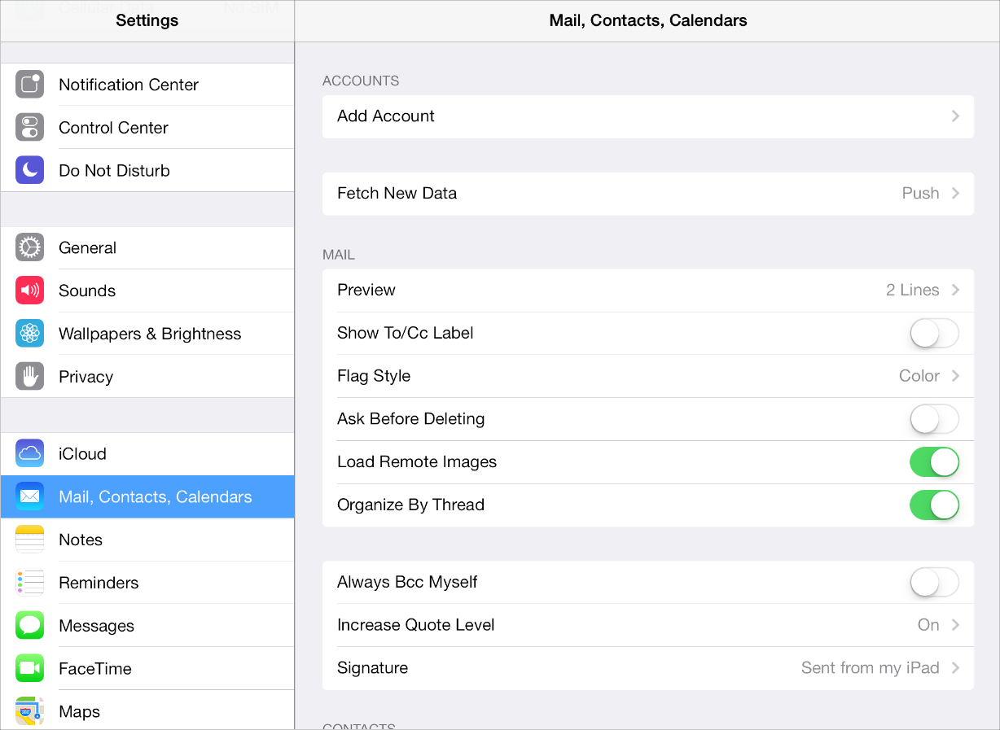 Cellular Data No SIM
Settings
Notification Center
Control Center
Do Not Disturb
General
Sounds
Wallpapers & Brightness
Privacy
iCloud
Mail, Contacts, Calendars
Notes
Reminders
Messages
FaceTime
Maps
Mail, Contacts, Calendars
ACCOUNTS
Add Account
Fetch New Data Push
MAIL
Preview 2 Lines
Show To/Cc Label
Flag Style Color
Ask Before Deleting
Load Remote Images
Organize By Thread
Always Bcc Myself
Increase Quote Level On
Signature Sent from my iPad
CONTACTS